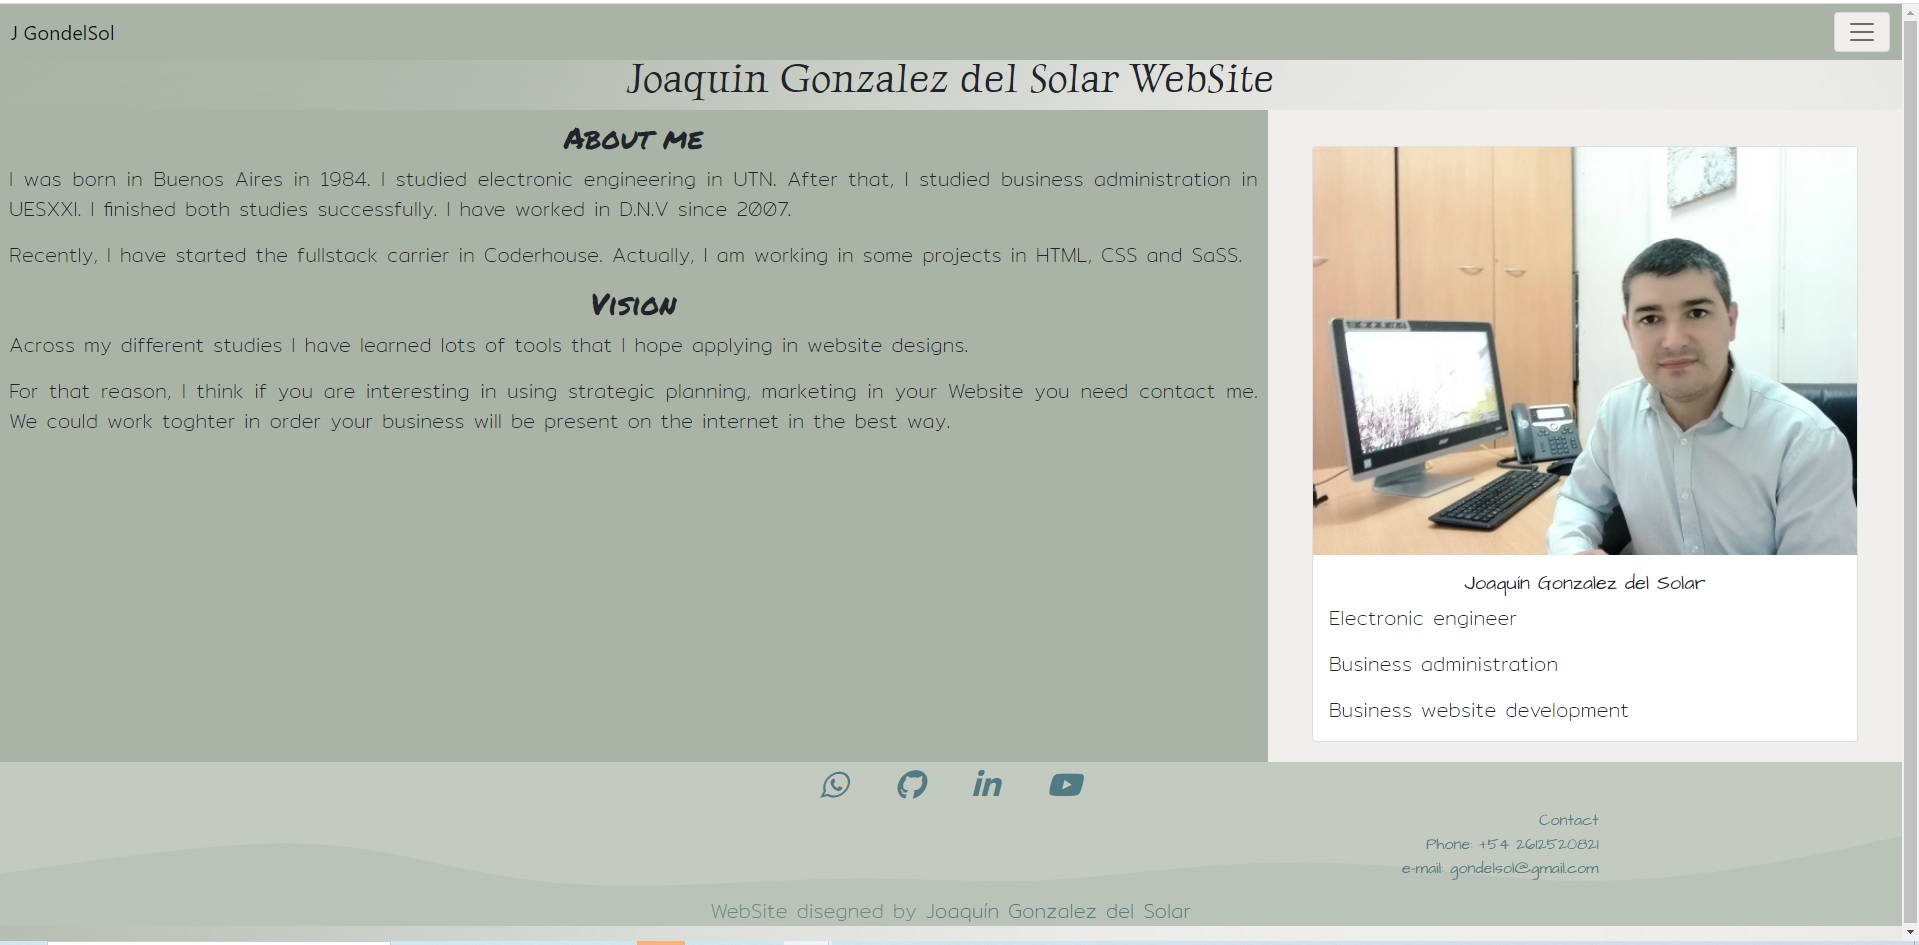 J GondelSol
Joaquin Gonzalez del Solar WebSite
About me
I was born in Buenos Aires in 1984. I studied electronic engineering in UTN. After that, I studied business administration in
UESXXI. I finished both studies successfully. I have worked in D.N.V since 2007.
Recently, I have started the fullstack carrier in Coderhouse. Actually, I am working in some projects in HTML, CSS and SaSS.
Vision
Across my different studies I have learned lots of tools that I hope applying in website designs.
For that reason, I think if you are interesting in using strategic planning, marketing in your Website you need contact me.
We could work toghter in order your business will be present on the internet in the best way.
Joaquín Gonzalez del Solar
Electronic engineer
Business administration
Business website development
in
Contact
Phone: +54 2612520821
e-mail: gondelsol@gmail.com
WebSite disegned by Joaquín Gonzalez del Solar